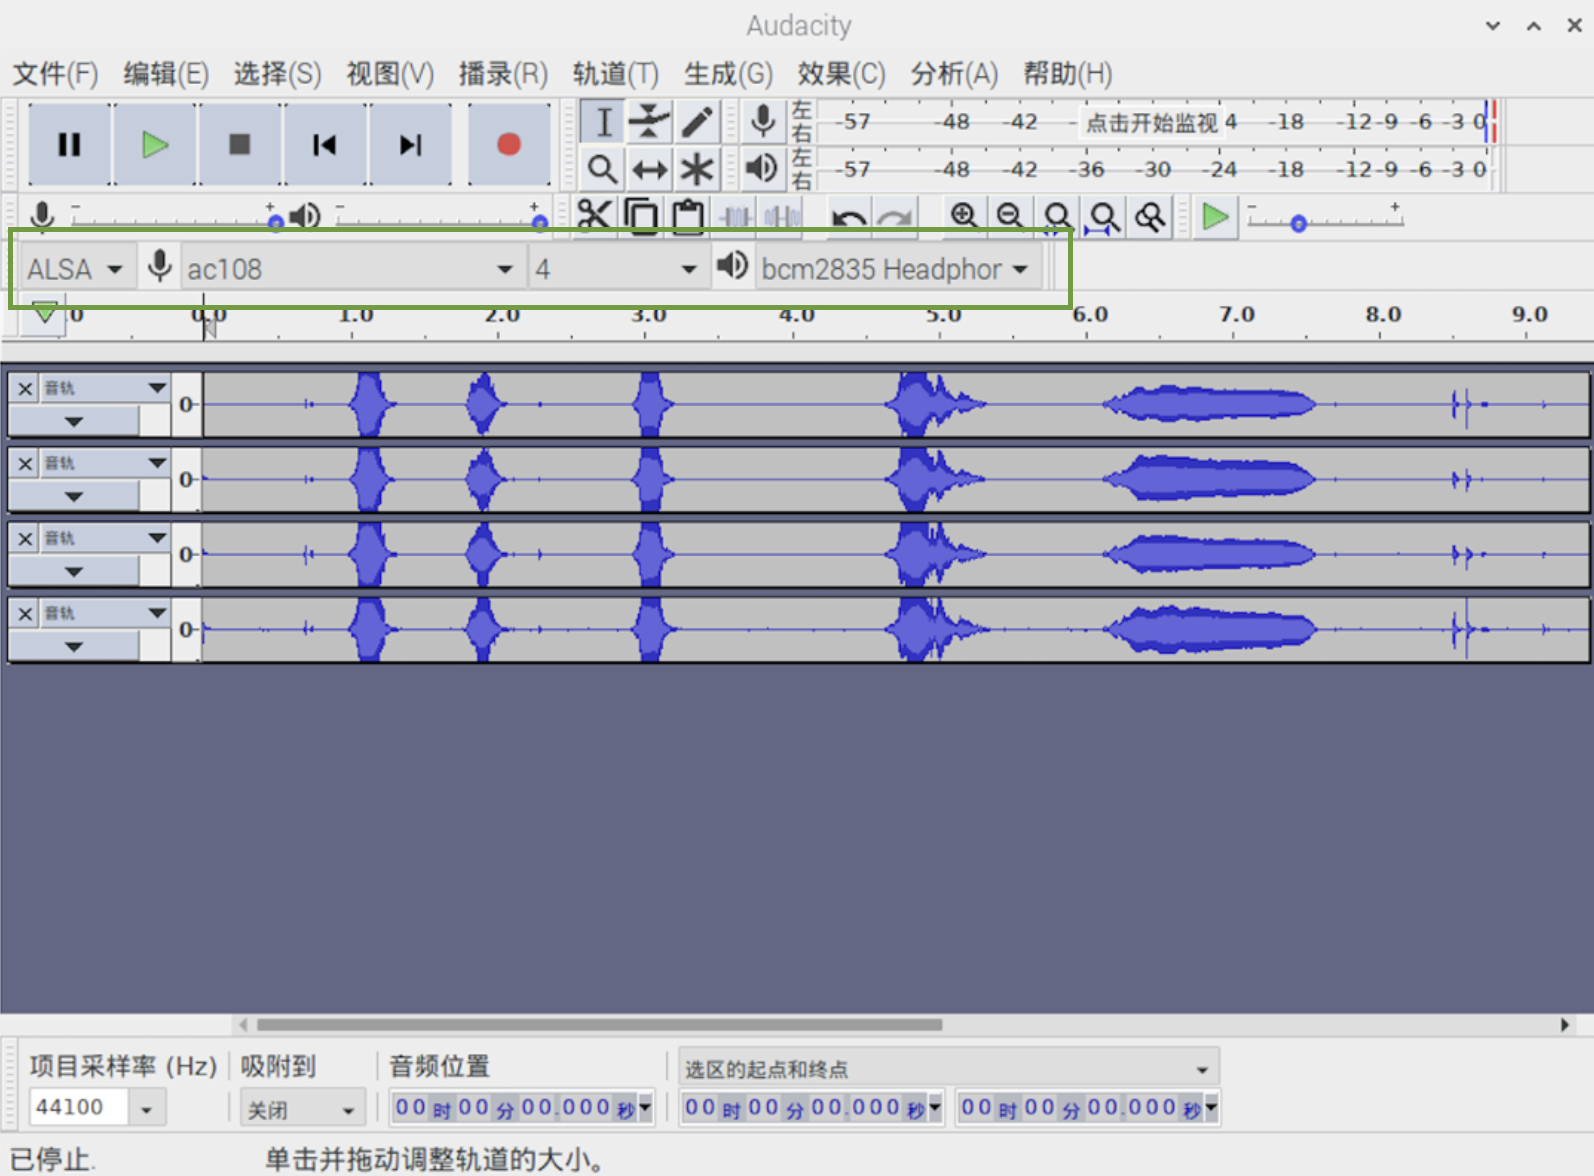 Audacity
文件(F) 编辑(E) 选择(S) 视图(V) 播录(R) 轨道(T) 生成(G) 效果(C) 分析(A) 帮助(H)
左 右 -57 -48 -42 - 点击开始监视 4 -18 -12 -9 -6 -3 0
左 右 -57 -48 -42 -36 -30 -24 -18 -12 -9 -6 -3 0
- + - + - +
ALSA ac108 4 bcm2835 Headphor
.0 0.0 1.0 2.0 3.0 4.0 5.0 6.0 7.0 8.0 9.0
× 音轨 0-
× 音轨 0-
× 音轨 0-
× 音轨 0-
项目采样率 (Hz) 吸附到 音频位置 选区的起点和终点
44100 关闭 00 时 00 分 00.000 秒 00 时 00 分 00.000 秒 00 时 00 分 00.000 秒
已停止. 单击并拖动调整轨道的大小。